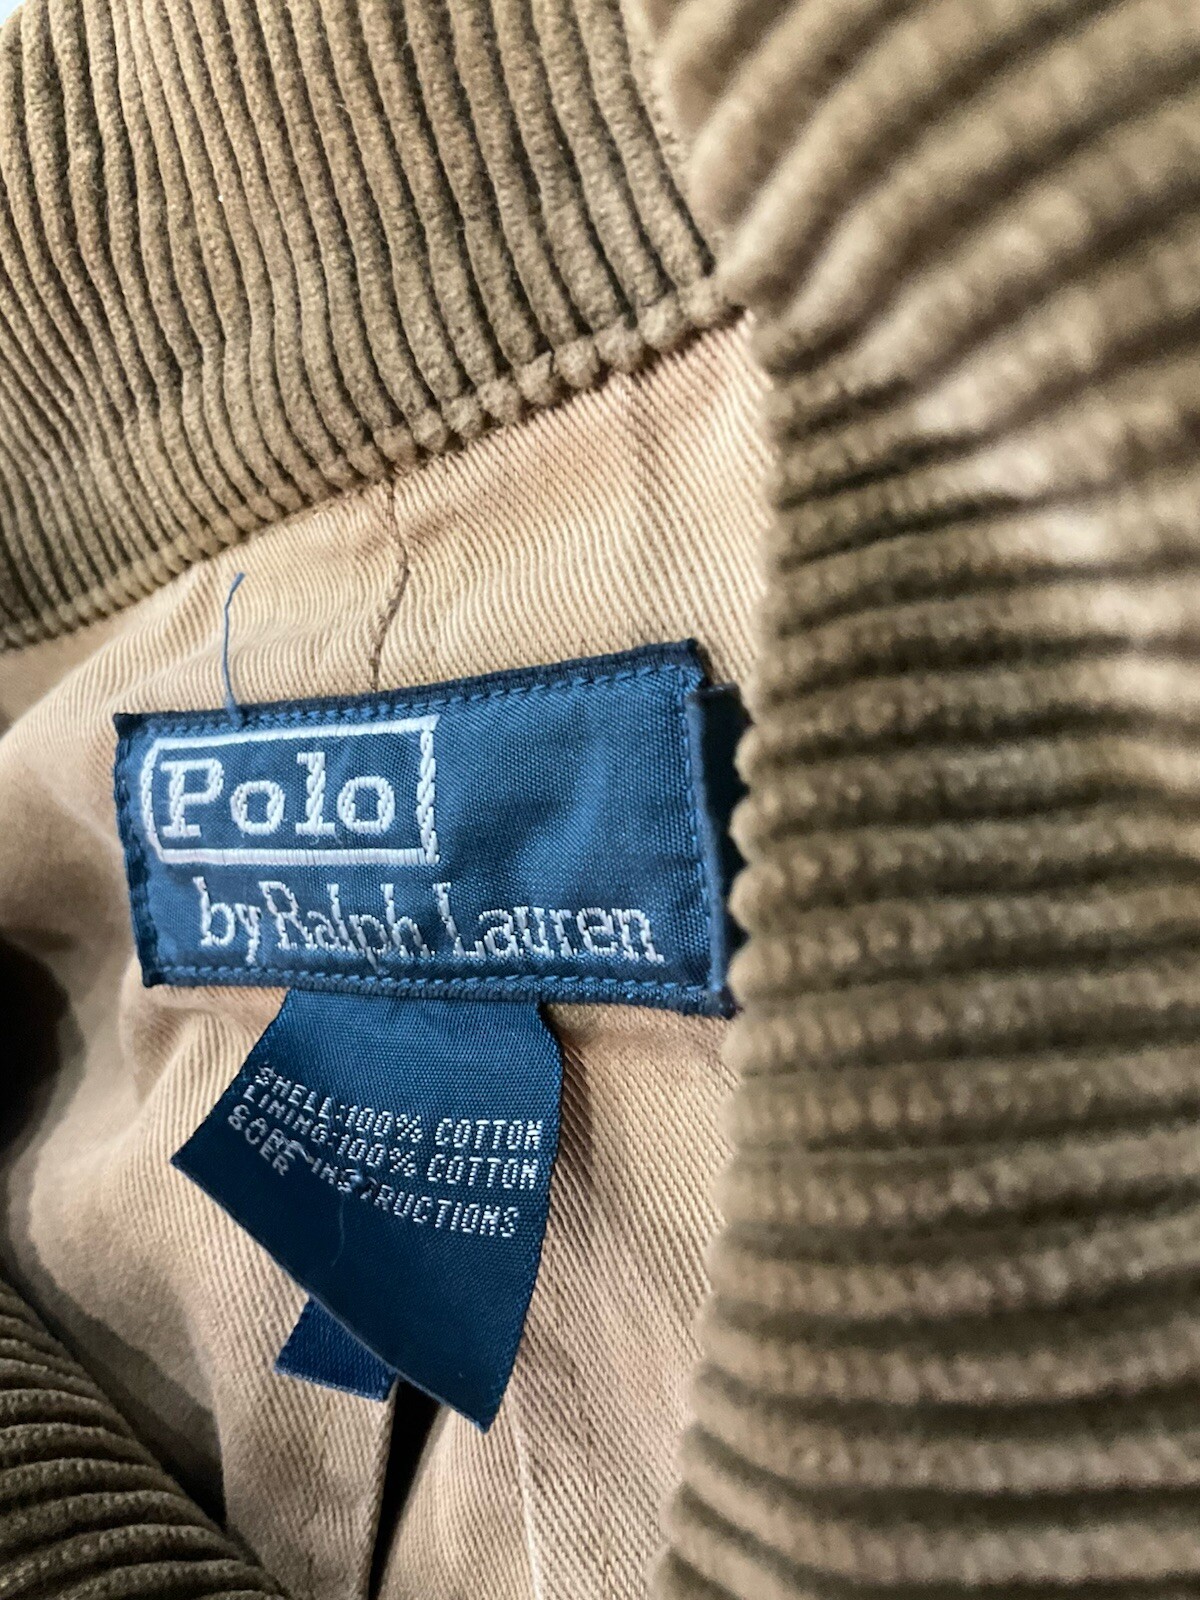 Polo
by Ralph Lauren
SHELL:100% COTTON
LINING:100% COTTON
INSTRUCTIONS